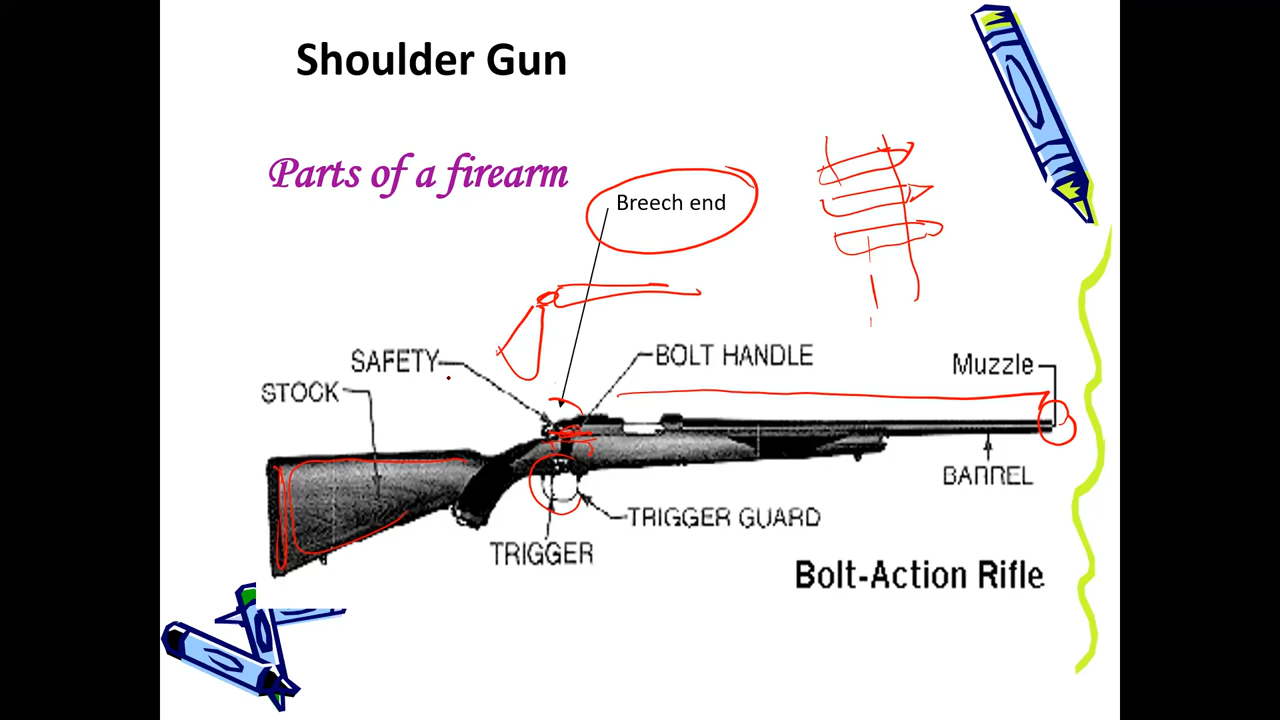 Shoulder Gun
Parts of a firearm
Breech end
SAFETY
BOLT HANDLE
Muzzle
STOCK
BARREL
TRIGGER GUARD
TRIGGER
Bolt-Action Rifle